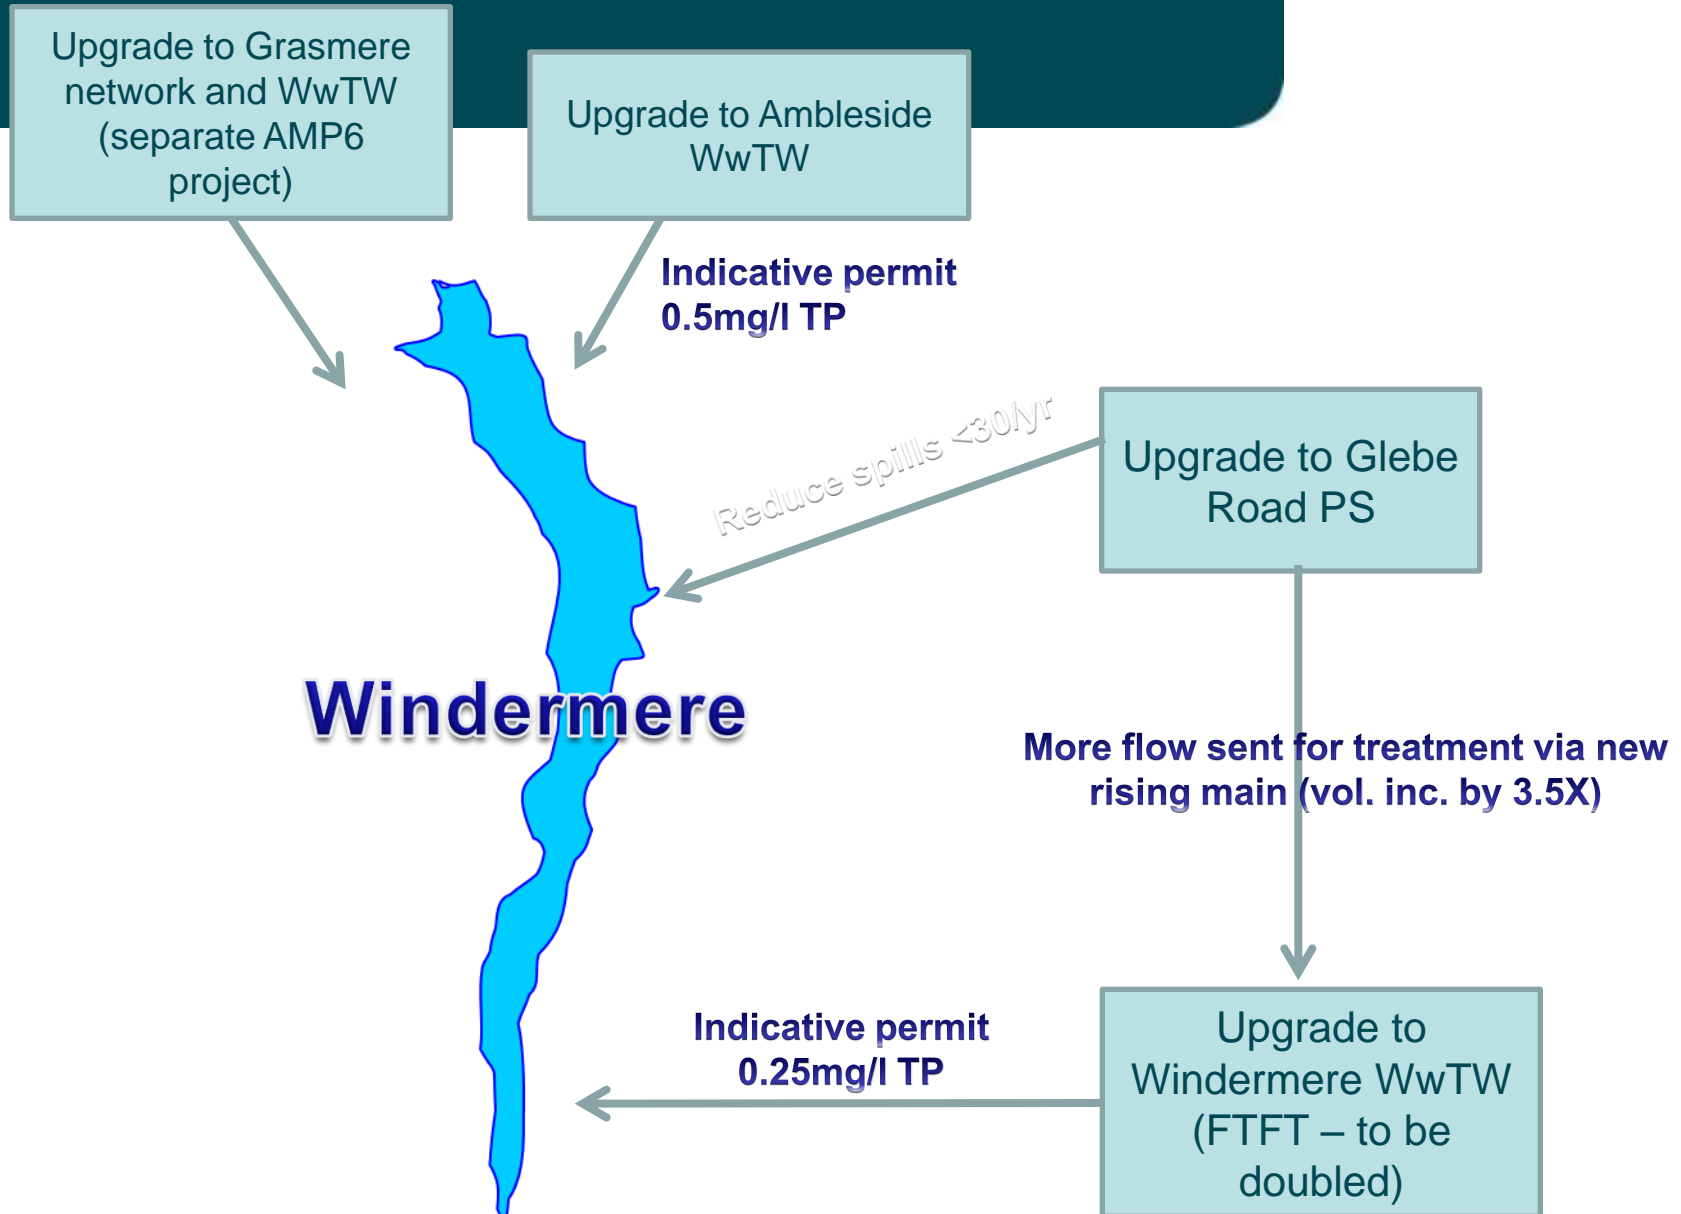 Upgrade to Grasmere
network and WwTW
(separate AMP6
project)
Upgrade to Ambleside
WwTW
Indicative permit
0.5mg/l TP
Reduce spills <30/yr
Upgrade to Glebe
Road PS
Windermere
More flow sent for treatment via new
rising main (vol. inc. by 3.5X)
Indicative permit
0.25mg/l TP
Upgrade to
Windermere WwTW
(FTFT – to be
doubled)